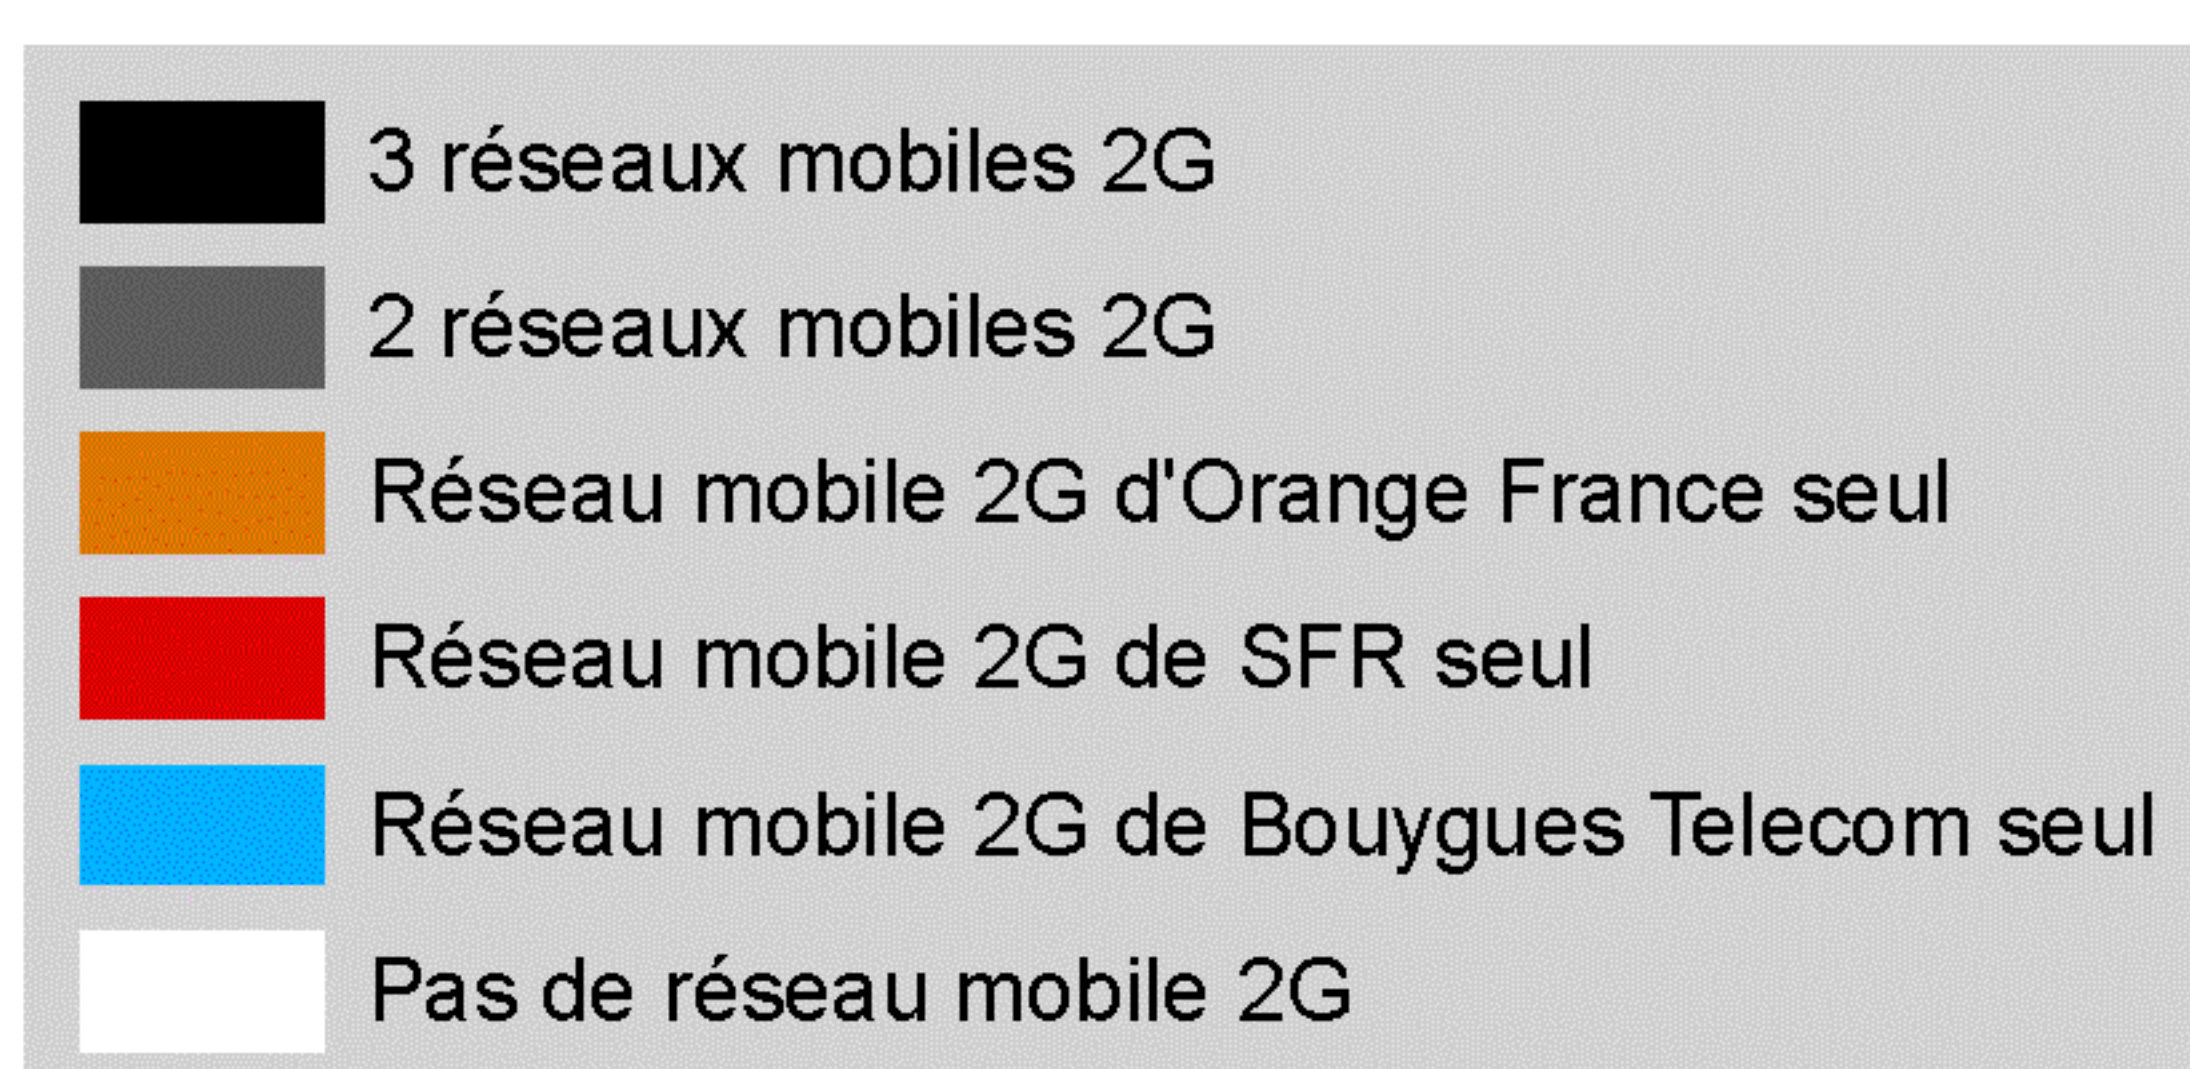 3 réseaux mobiles 2G
2 réseaux mobiles 2G
Réseau mobile 2G d'Orange France seul
Réseau mobile 2G de SFR seul
Réseau mobile 2G de Bouygues Telecom seul
Pas de réseau mobile 2G